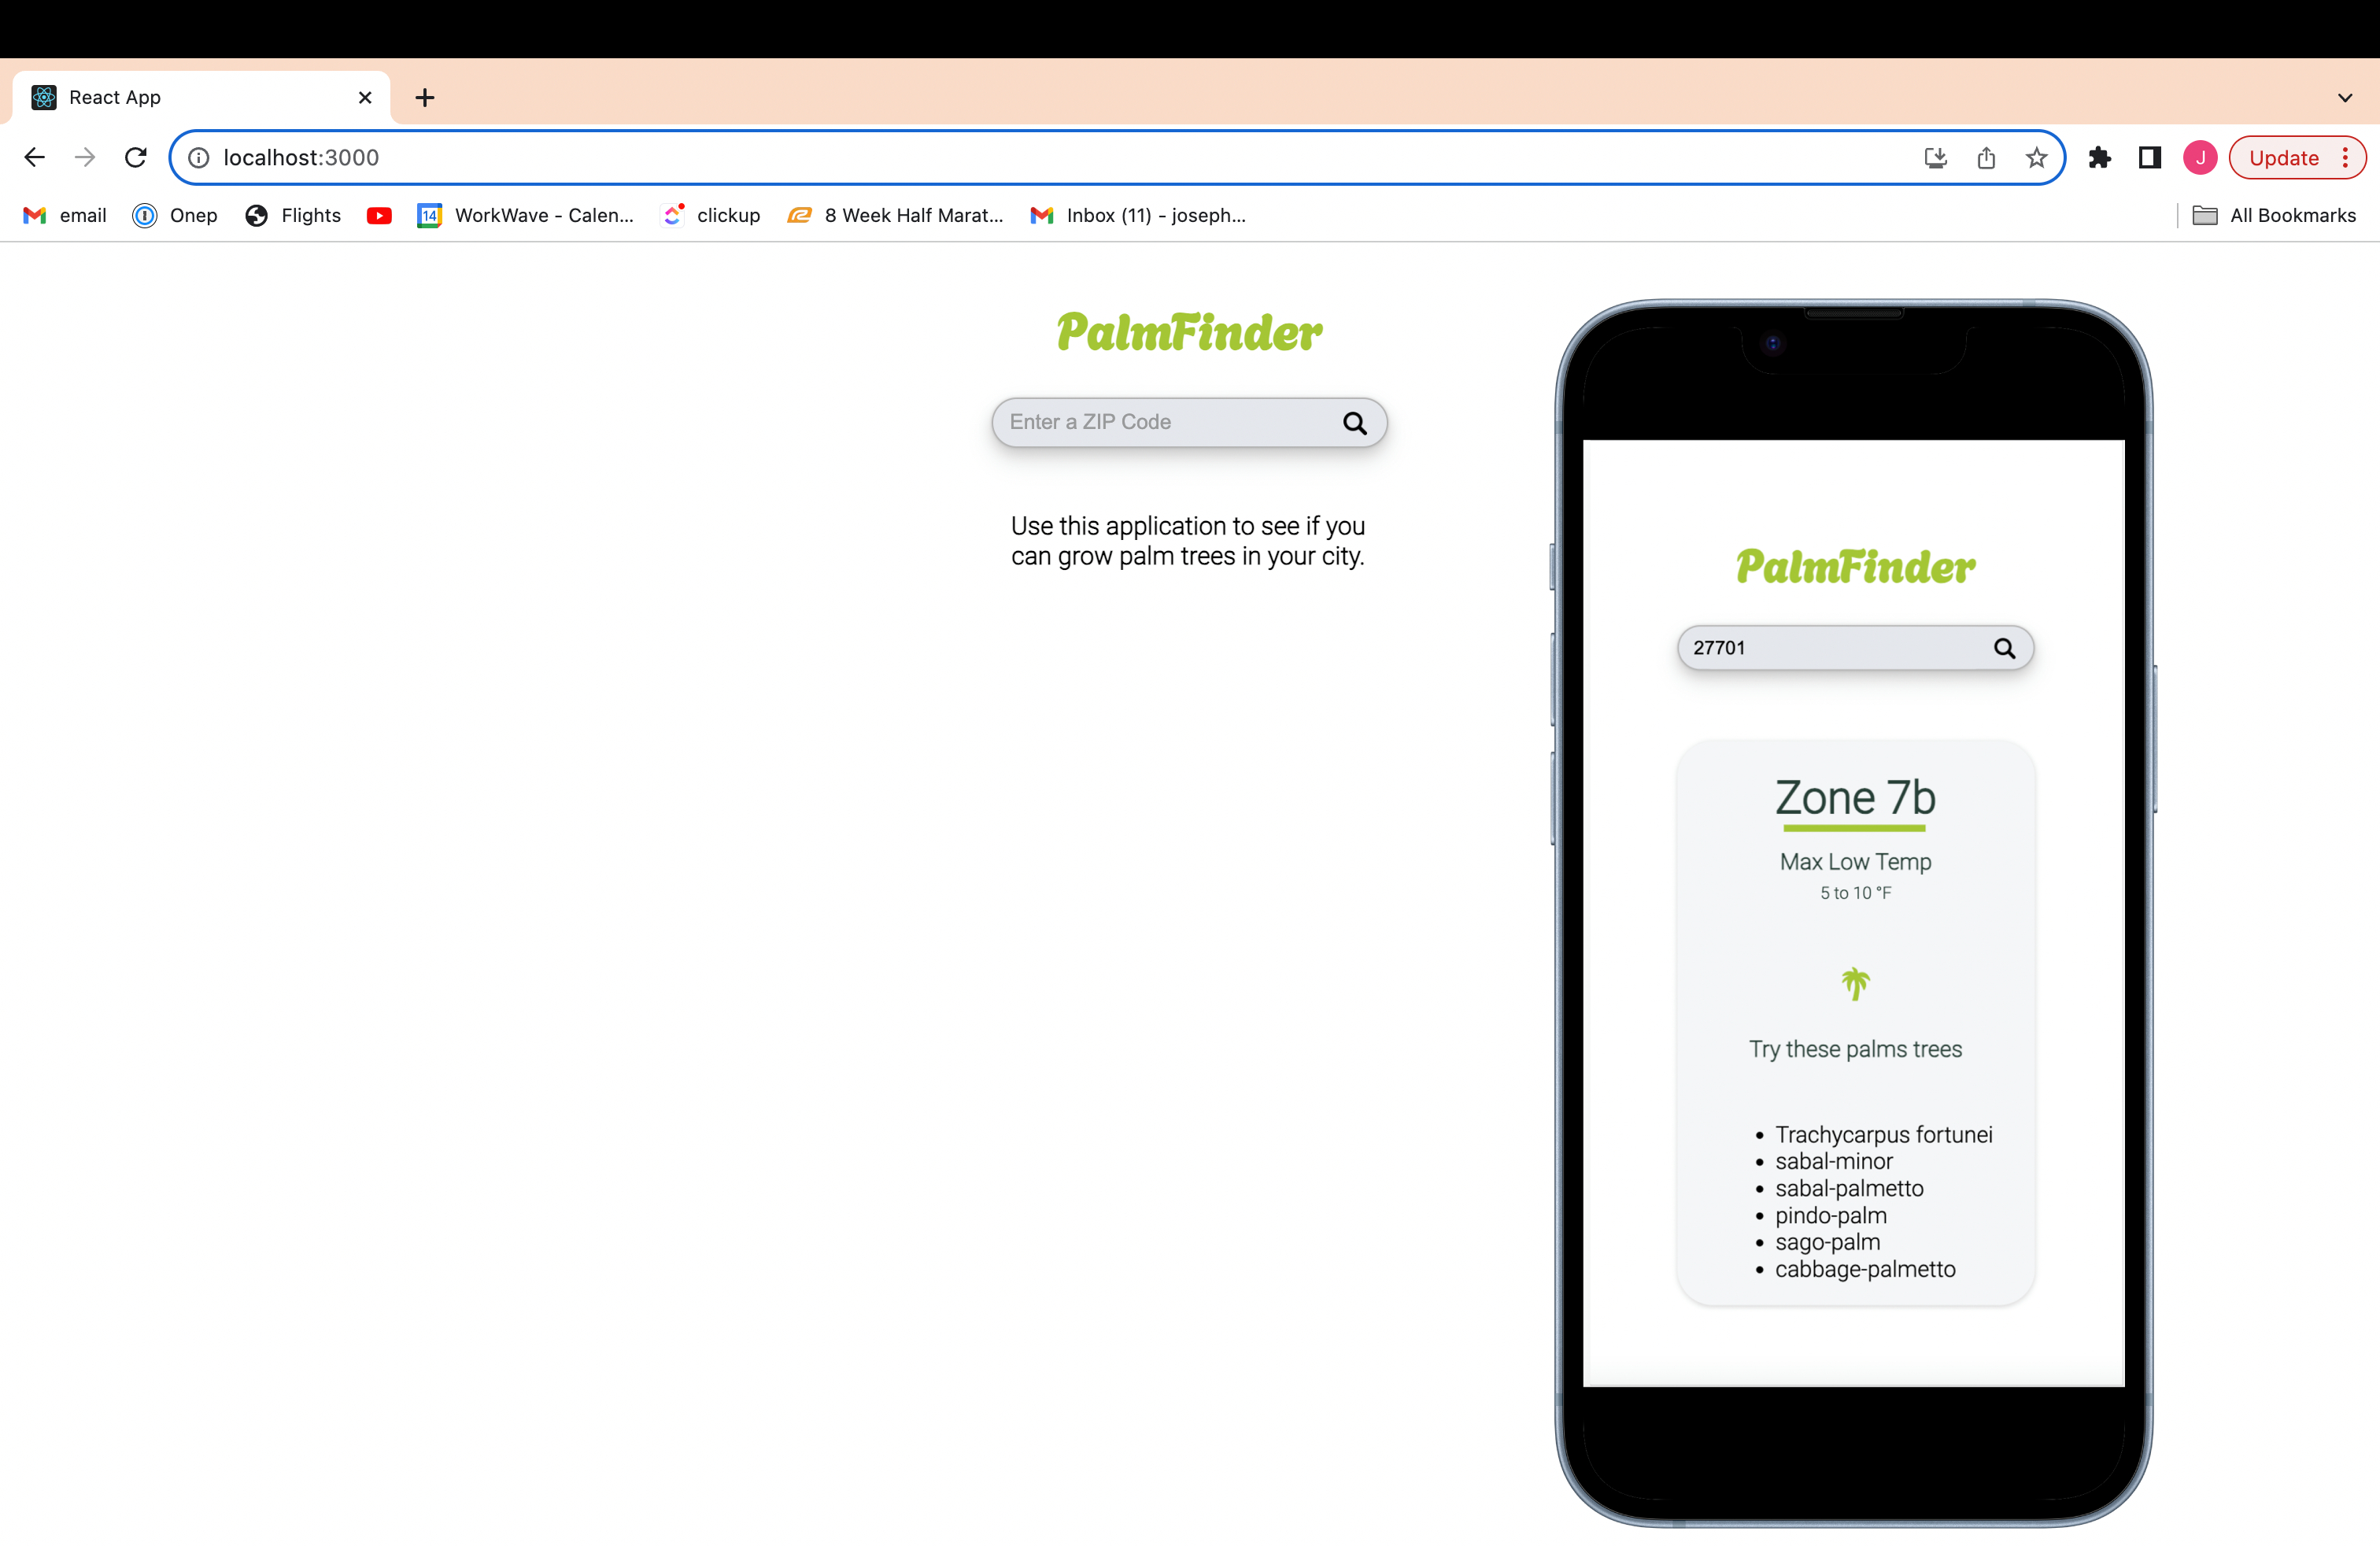 React App
localhost:3000
J
Update
email
Onep
Flights
14
WorkWave - Calen...
clickup
8 Week Half Marat...
Inbox (11) - joseph...
All Bookmarks
PalmFinder
Enter a ZIP Code
Use this application to see if you
can grow palm trees in your city.
PalmFinder
27701
Zone 7b
Max Low Temp
5 to 10 °F
Try these palms trees
Trachycarpus fortunei
sabal-minor
sabal-palmetto
pindo-palm
sago-palm
cabbage-palmetto